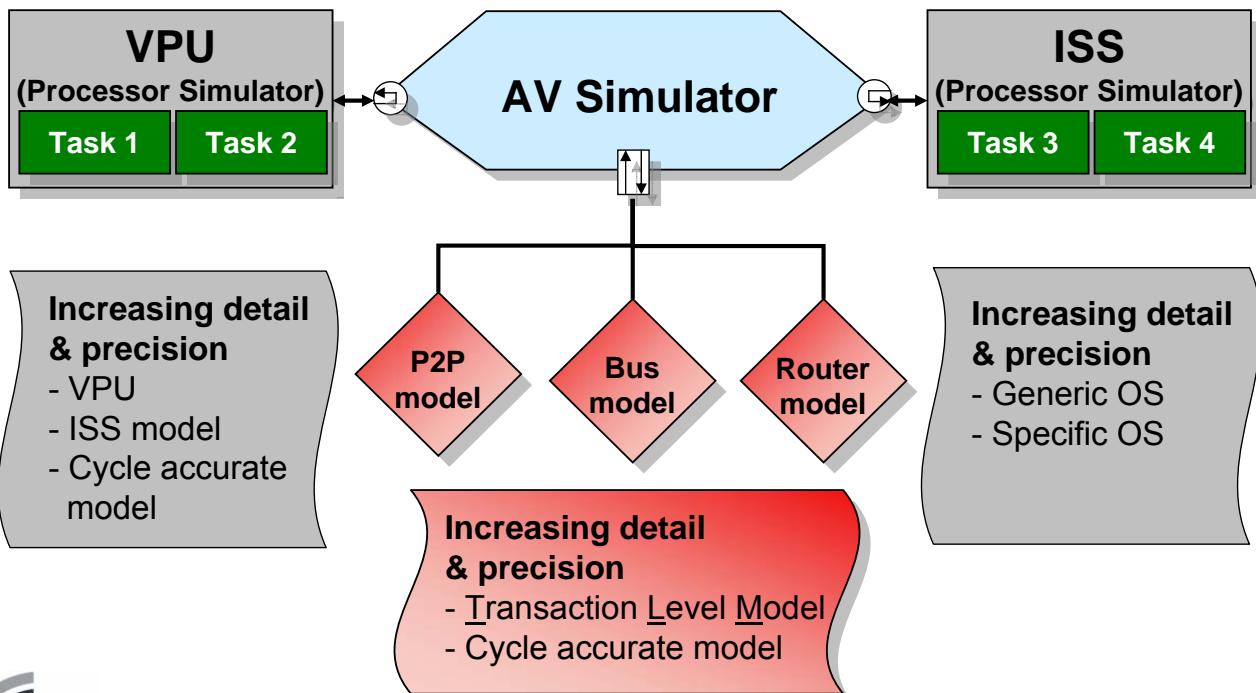 VPU
(Processor Simulator)
Task 1
Task 2
AV Simulator
ISS
(Processor Simulator)
Task 3
Task 4
Increasing detail
& precision
- VPU
- ISS model
- Cycle accurate
model
P2P
model
Bus
model
Router
model
Increasing detail
& precision
- Generic OS
- Specific OS
Increasing detail
& precision
- Transaction Level Model
- Cycle accurate model